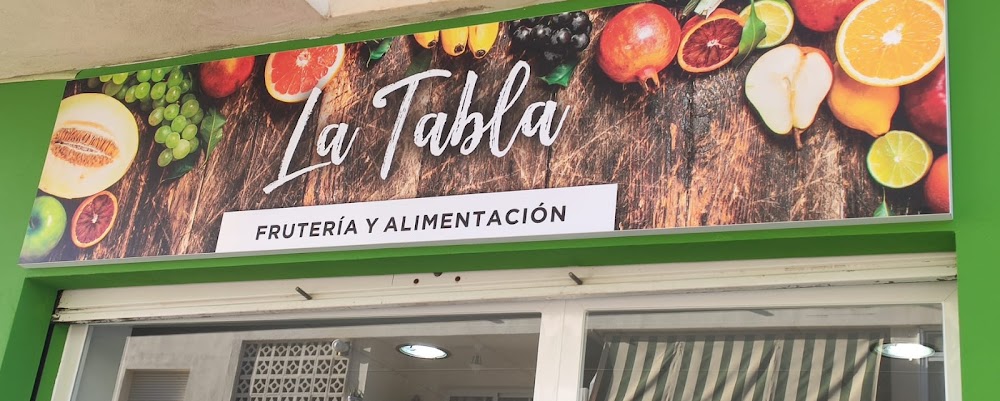 La Tabla
FRUTERÍA Y ALIMENTACIÓN